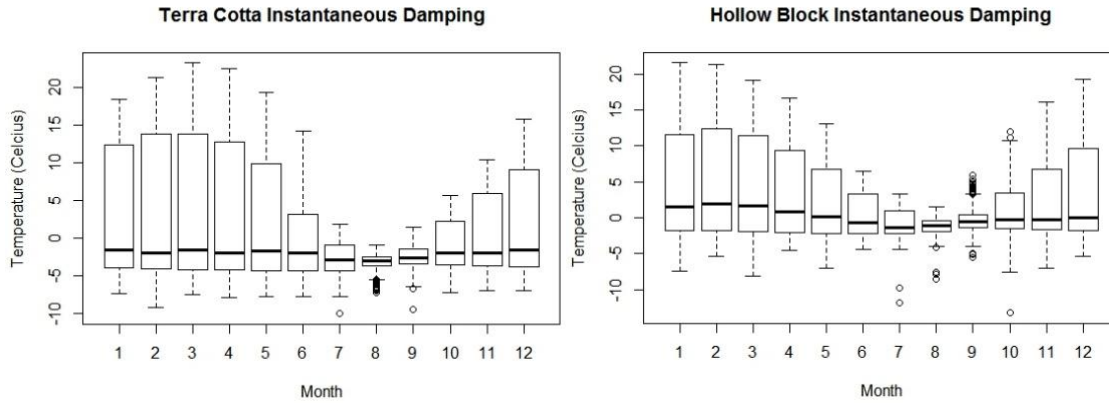 Terra Cotta Instantaneous Damping
Temperature (Celcius)
20
15
10
5
0
-5
-10
1 2 3 4 5 6 7 8 9 10 11 12
Month
Hollow Block Instantaneous Damping
Temperature (Celcius)
20
15
10
5
0
-5
-10
1 2 3 4 5 6 7 8 9 10 11 12
Month